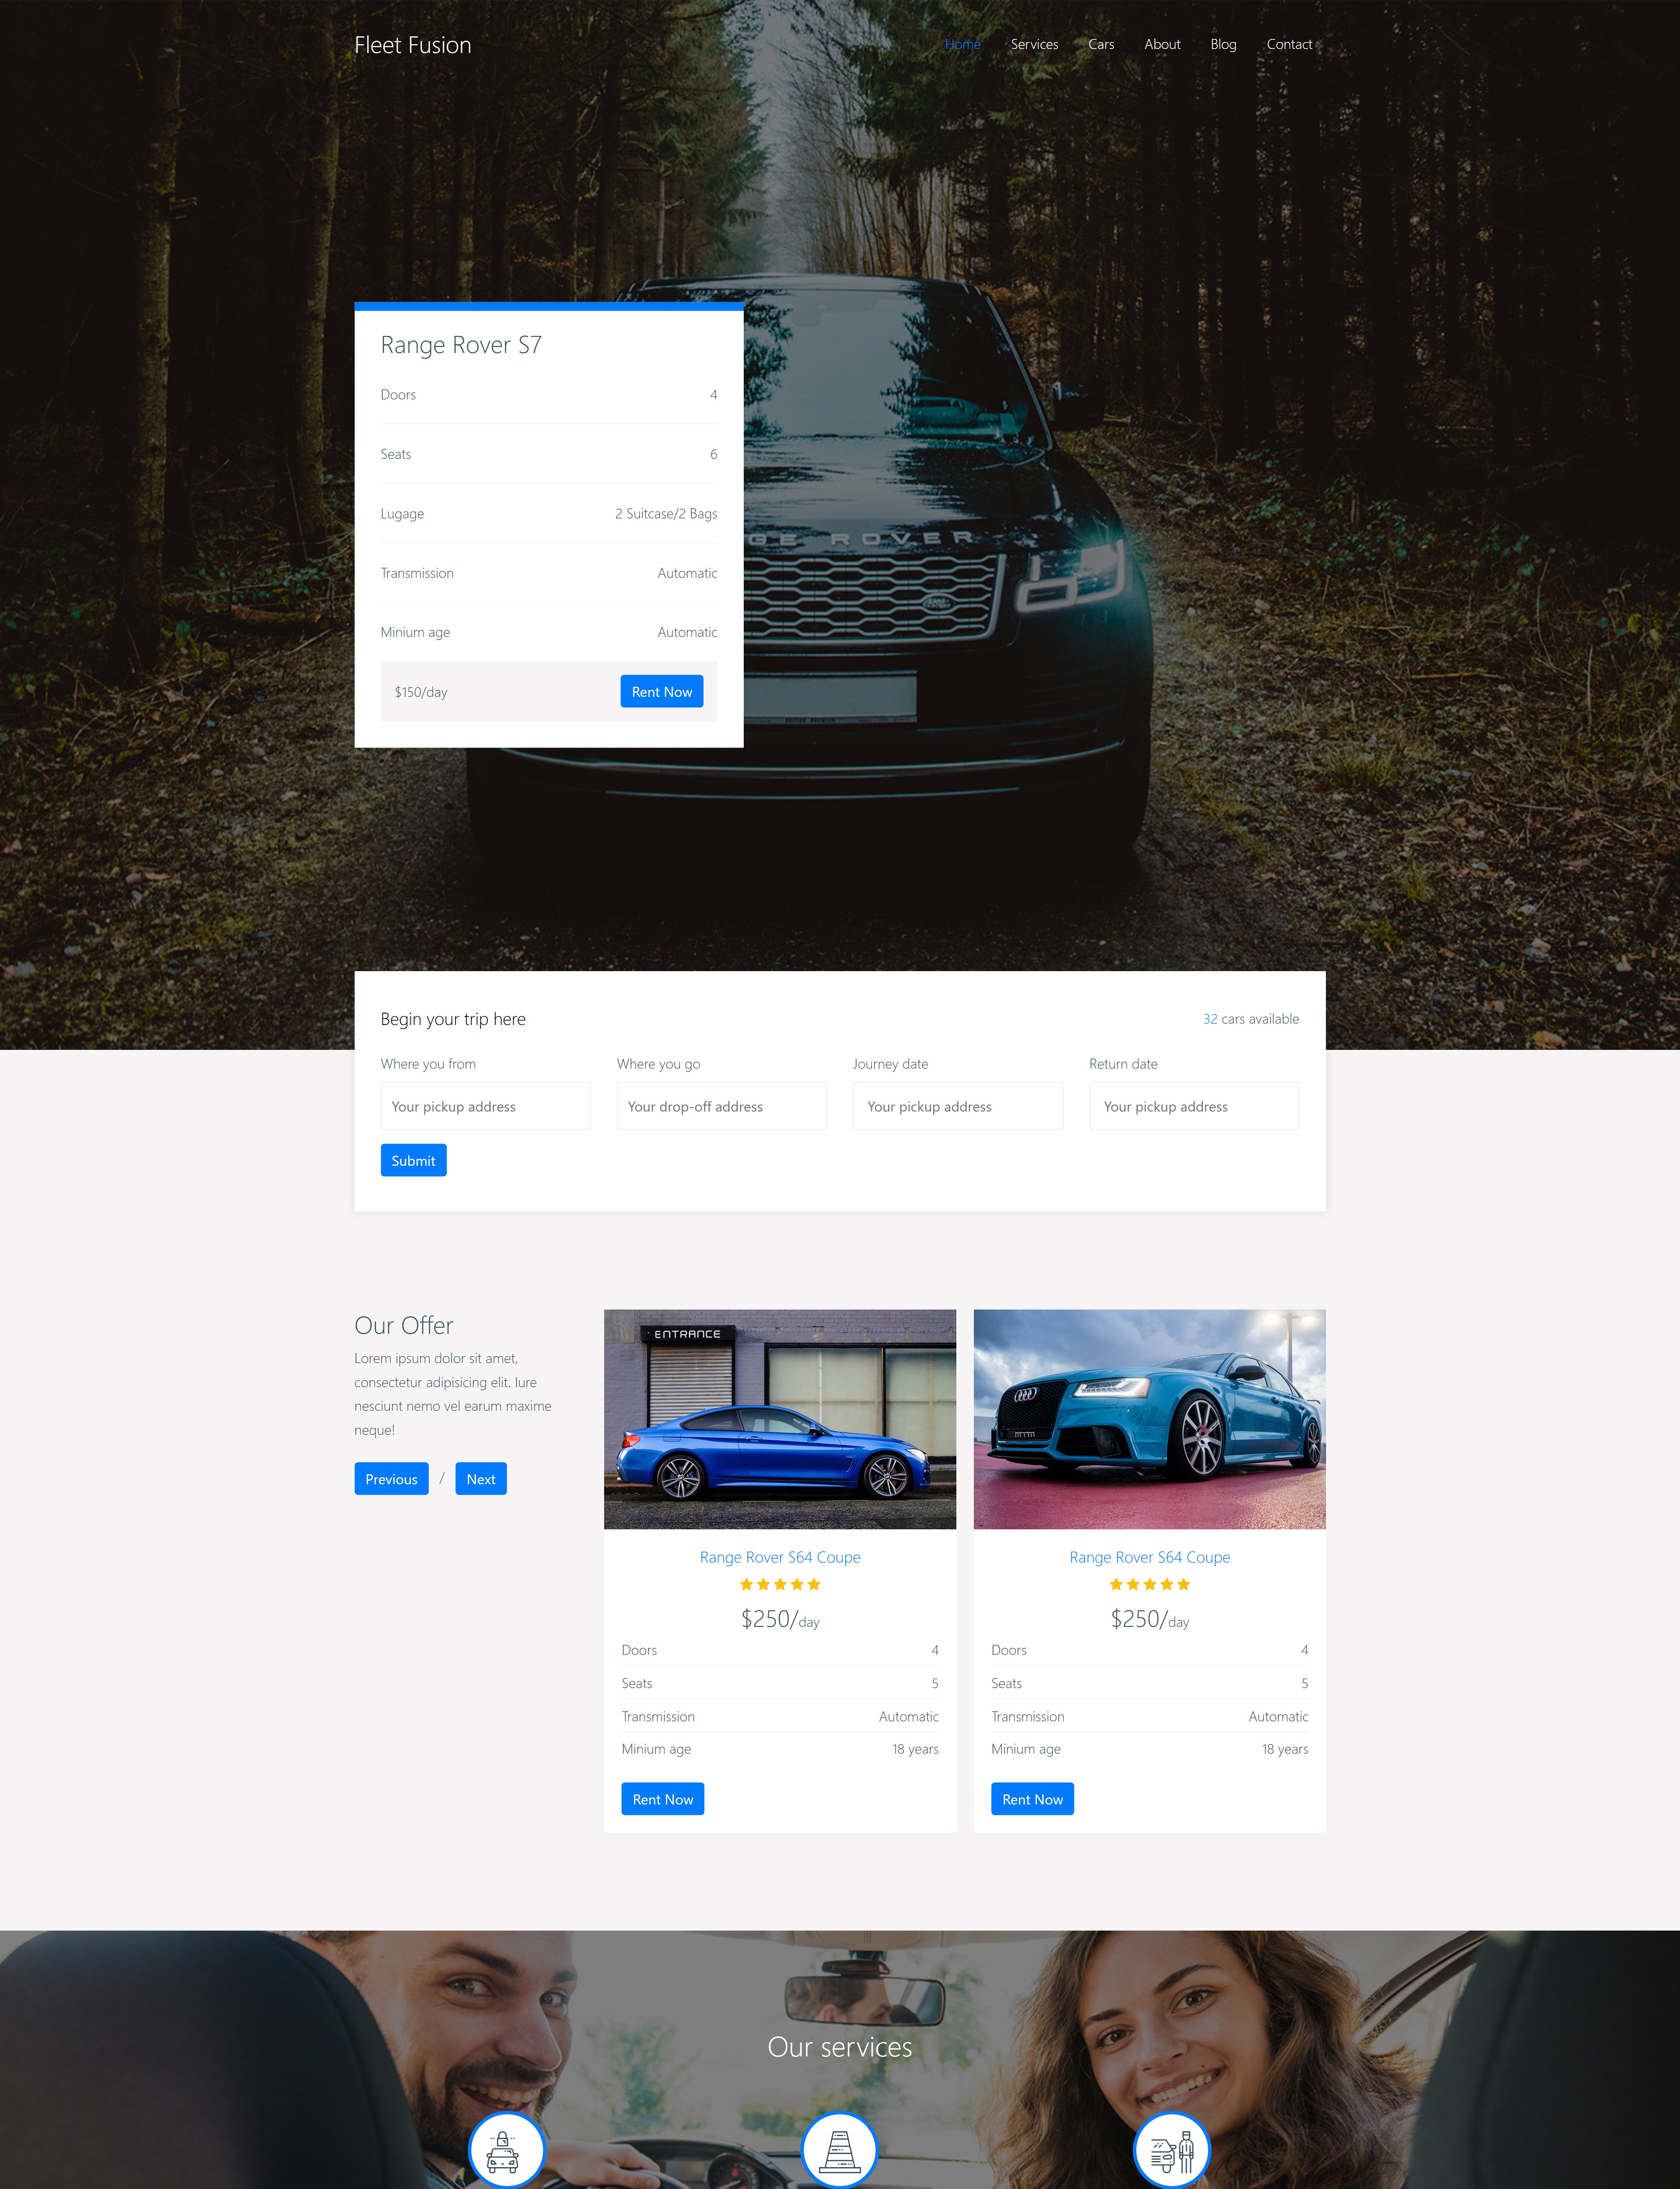 Fleet Fusion
Home Services Cars About Blog Contact
Range Rover S7
Doors 4
Seats 6
Lugage 2 Suitcase/2 Bags
Transmission Automatic
Minium age Automatic
$150/day Rent Now
GE ROVER
Begin your trip here 32 cars available
Where you from Where you go Journey date Return date
Your pickup address Your drop-off address Your pickup address Your pickup address
Submit
Our Offer
Lorem ipsum dolor sit amet,
consectetur adipisicing elit. Iure
nesciunt nemo vel earum maxime
neque!
Previous / Next
ENTRANCE
Range Rover S64 Coupe
$250/day
Doors 4
Seats 5
Transmission Automatic
Minium age 18 years
Rent Now
Range Rover S64 Coupe
$250/day
Doors 4
Seats 5
Transmission Automatic
Minium age 18 years
Rent Now
Our services